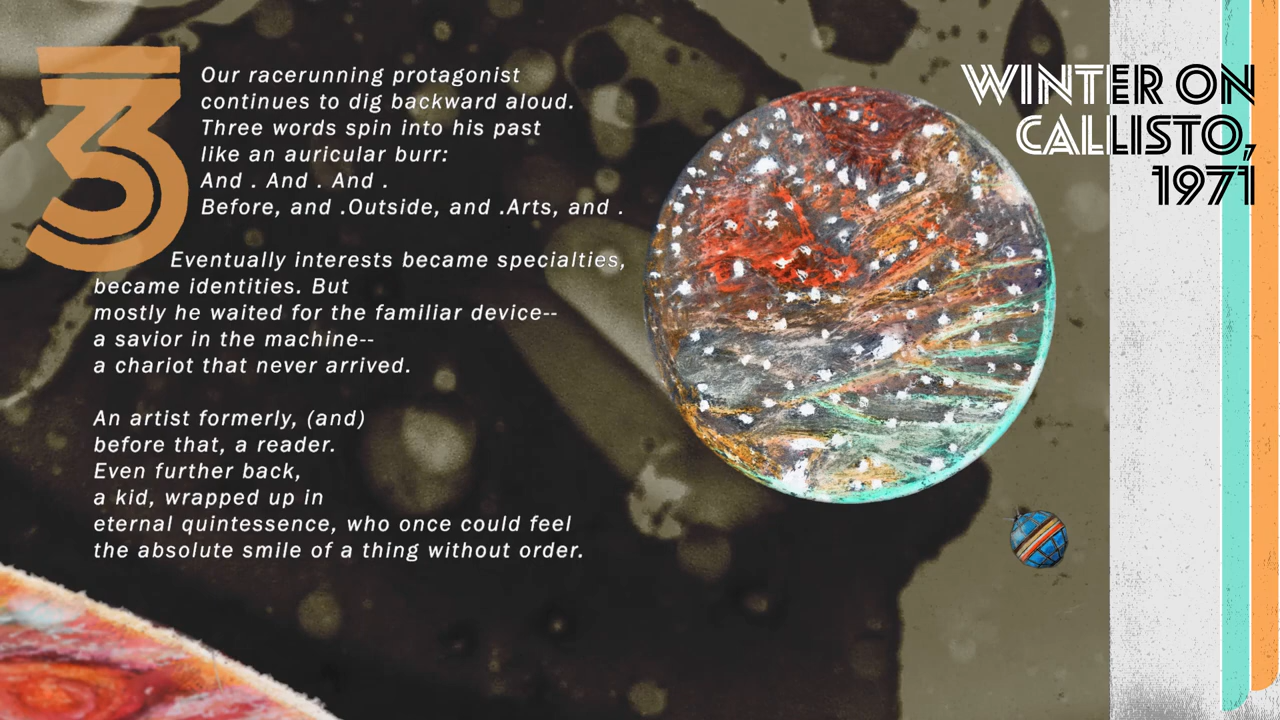 3
Our racerunning protagonist
continues to dig backward aloud.
Three words spin into his past
like an auricular burr:
And . And . And .
Before, and .Outside, and .Arts, and .
Eventually interests became specialties,
became identities. But
mostly he waited for the familiar device--
a savior in the machine--
a chariot that never arrived.
An artist formerly, (and)
before that, a reader.
Even further back,
a kid, wrapped up in
eternal quintessence, who once could feel
the absolute smile of a thing without order.
WINTER ON
CALLISTO,
1971